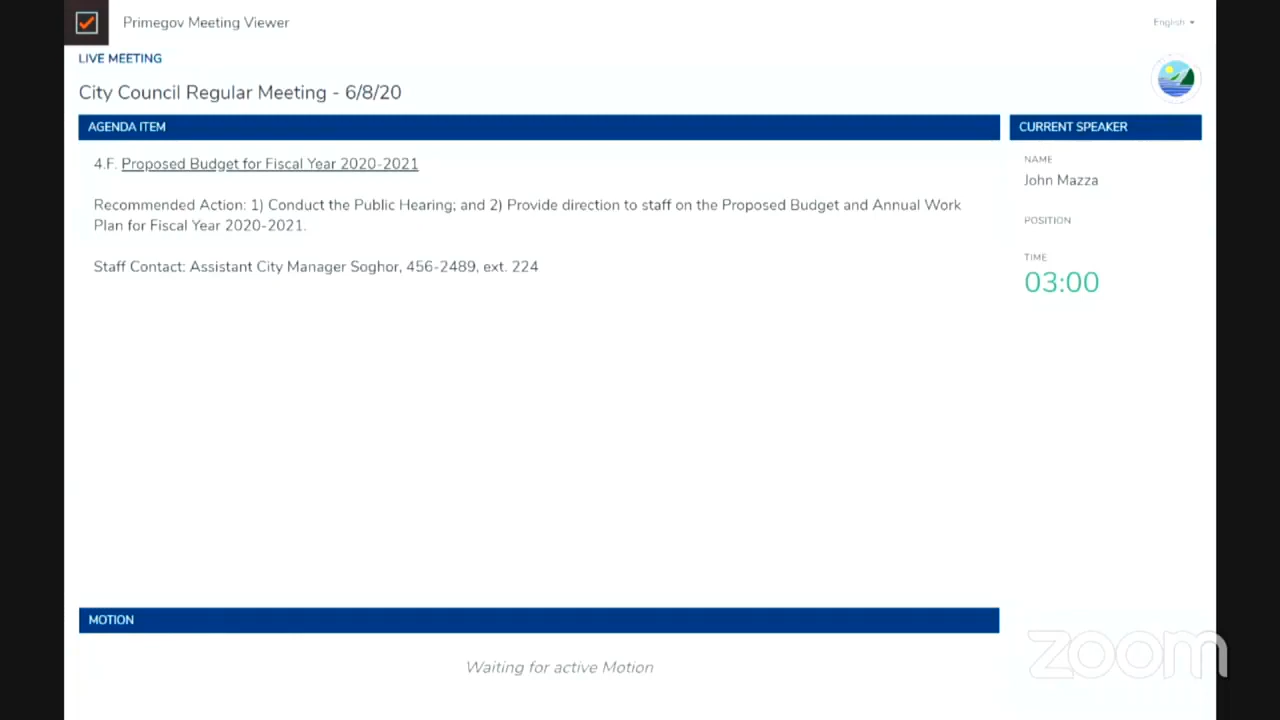 Primegov Meeting Viewer
English
LIVE MEETING
City Council Regular Meeting - 6/8/20
AGENDA ITEM
CURRENT SPEAKER
4.F. Proposed Budget for Fiscal Year 2020-2021
Recommended Action: 1) Conduct the Public Hearing; and 2) Provide direction to staff on the Proposed Budget and Annual Work
Plan for Fiscal Year 2020-2021.
Staff Contact: Assistant City Manager Soghor, 456-2489, ext. 224
NAME
John Mazza
POSITION
TIME
03:00
MOTION
Waiting for active Motion
zoom